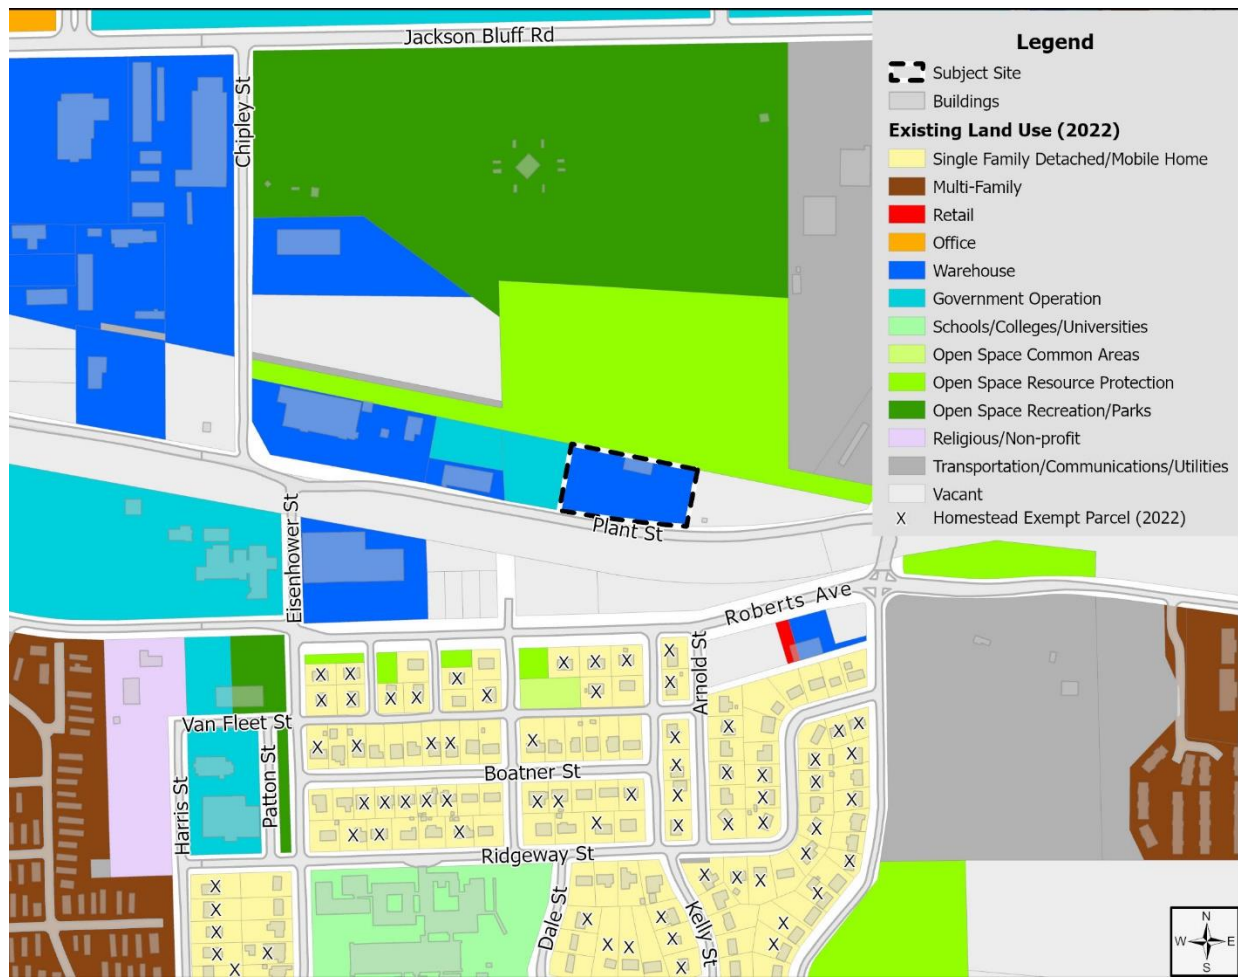 Jackson Bluff Rd
Chipley St
Legend
Subject Site
Buildings
Existing Land Use (2022)
Single Family Detached/Mobile Home
Multi-Family
Retail
Office
Warehouse
Government Operation
Schools/Colleges/Universities
Open Space Common Areas
Open Space Resource Protection
Open Space Recreation/Parks
Religious/Non-profit
Transportation/Communications/Utilities
Vacant
X Homestead Exempt Parcel (2022)
Plant St
Eisenhower St
Roberts Ave
Arnold St
Van Fleet St
Boatner St
Harris St
Patton St
Ridgeway St
Dale St
Kelly St
N
W E
S